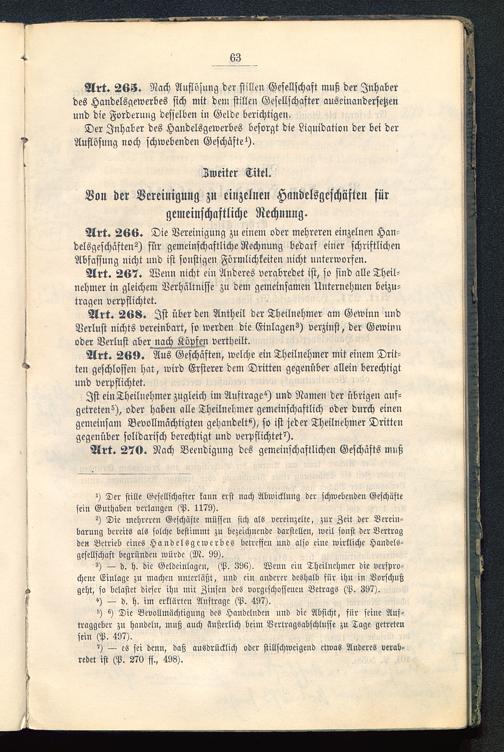 63
Art. 265. Nach Auflösung der stillen Gesellschaft muß der Inhaber
des Handelsgewerbes sich mit dem stillen Gesellschafter auseinandersetzen
und die Forderung desselben in Gelde berichtigen.
Der Inhaber des Handelsgewerbes besorgt die Liquidation der bei der
Auflösung noch schwebenden Geschäfte¹).
Zweiter Titel.
Von der Vereinigung zu einzelnen Handelsgeschäften für
gemeinschaftliche Rechnung.
Art. 266. Die Vereinigung zu einem oder mehreren einzelnen Han-
delsgeschäften²) für gemeinschaftliche Rechnung bedarf einer schriftlichen
Abfassung nicht und ist sonstigen Förmlichkeiten nicht unterworfen.
Art. 267. Wenn nicht ein Anderes verabredet ist, so sind alle Theil-
nehmer in gleichem Verhältnisse zu dem gemeinsamen Unternehmen beizu-
tragen verpflichtet.
Art. 268. Ist über den Antheil der Theilnehmer am Gewinn und
Verlust nichts vereinbart, so werden die Einlagen³) verzinst, der Gewinn
oder Verlust aber nach Köpfen vertheilt.
Art. 269. Aus Geschäften, welche ein Theilnehmer mit einem Drit-
ten geschlossen hat, wird Ersterer dem Dritten gegenüber allein berechtigt
und verpflichtet.
Ist ein Theilnehmer zugleich im Auftrage⁴) und Namen der übrigen auf-
getreten⁵), oder haben alle Theilnehmer gemeinschaftlich oder durch einen
gemeinsam Bevollmächtigten gehandelt⁶), so ist jeder Theilnehmer Dritten
gegenüber solidarisch berechtigt und verpflichtet⁷).
Art. 270. Nach Beendigung des gemeinschaftlichen Geschäfts muß
¹) Der stille Gesellschafter kann erst nach Abwicklung der schwebenden Geschäfte
sein Guthaben verlangen (P. 1179).
²) Die mehreren Geschäfte müssen sich als vereinzelte, zur Zeit der Verein-
barung bereits als solche bestimmt zu bezeichnende darstellen, weil sonst der Vertrag
den Betrieb eines Handelsgewerbes betreffen und also eine wirkliche Handels-
gesellschaft begründen würde (M. 99).
³) — d. h. die Geldeinlagen, (P. 396). Wenn ein Theilnehmer die verspro-
chene Einlage zu machen unterläßt, und ein anderer deshalb für ihn in Vorschuß
geht, so belastet dieser ihn mit Zinsen des vorgeschossenen Betrags (P. 397).
⁴) — d. h. im erklärten Auftrage (P. 497).
⁵) ⁶) Die Bevollmächtigung des Handelnden und die Absicht, für seine Auf-
traggeber zu handeln, muß auch äußerlich beim Vertragsabschlusse zu Tage getreten
sein (P. 497).
⁷) — es sei denn, daß ausdrücklich oder stillschweigend etwas Anderes verab-
redet ist (P. 270 ff., 498).